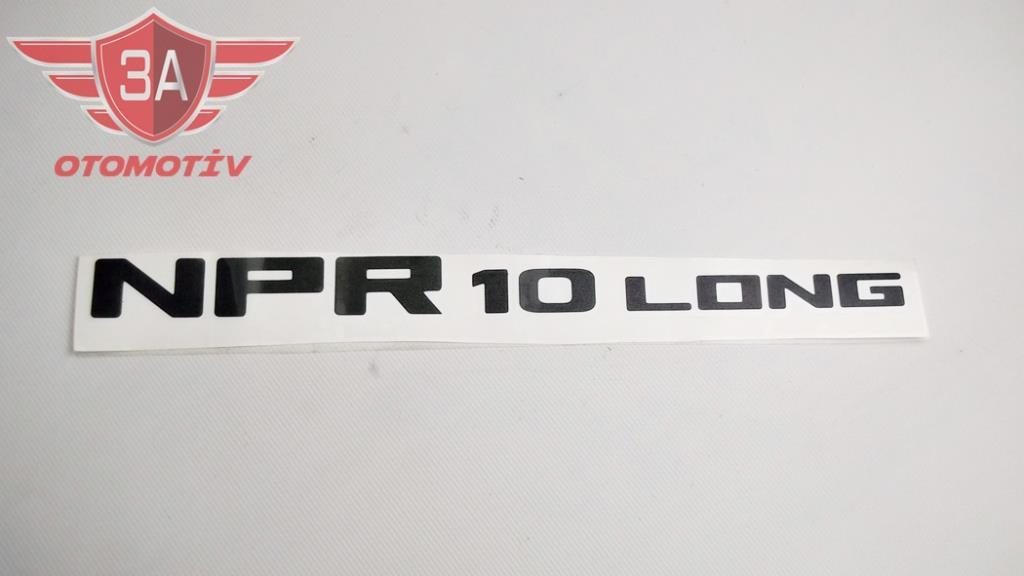 3A
OTOMOTİV
NPR 10 LONG